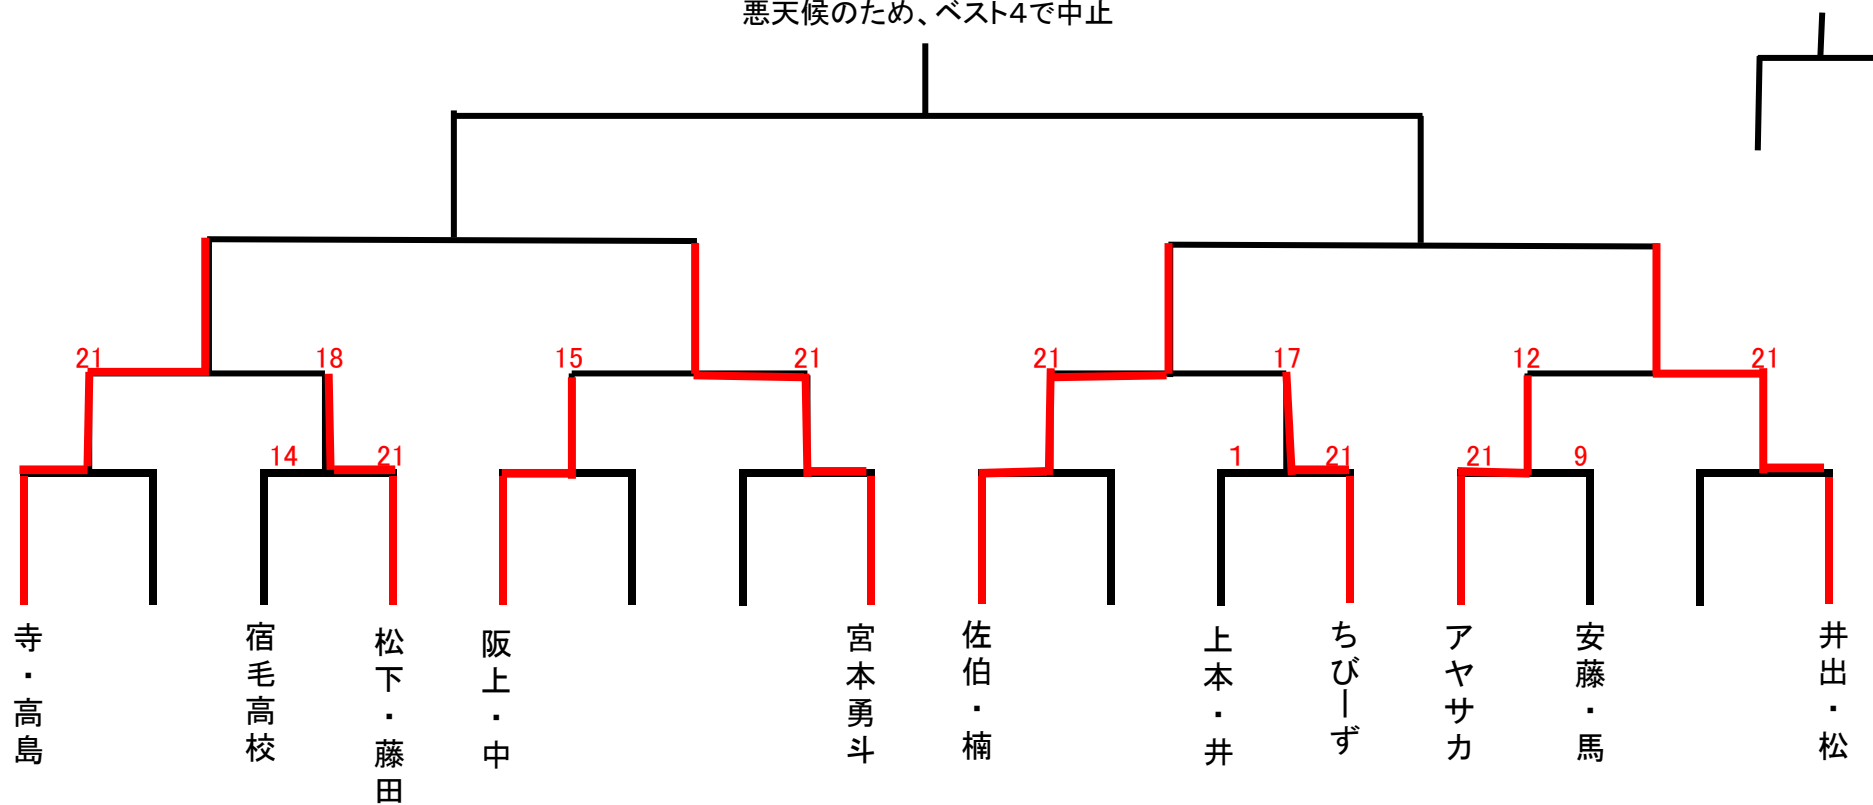 悪天候のため、ベスト4で中止
21
18
15
21
21
17
12
21
14
21
1
21
21
9
寺・高島
宿毛高校
松下・藤田
阪上・中
宮本勇斗
佐伯・楠
上本・井
ちびーず
アヤサカ
安藤・馬
井出・松